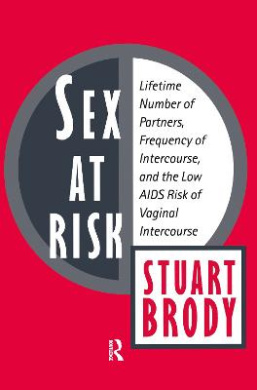 SEX
AT
RISK
Lifetime
Number of
Partners,
Frequency of
Intercourse,
and the Low
AIDS Risk of
Vaginal
Intercourse
STUART
BRODY
R